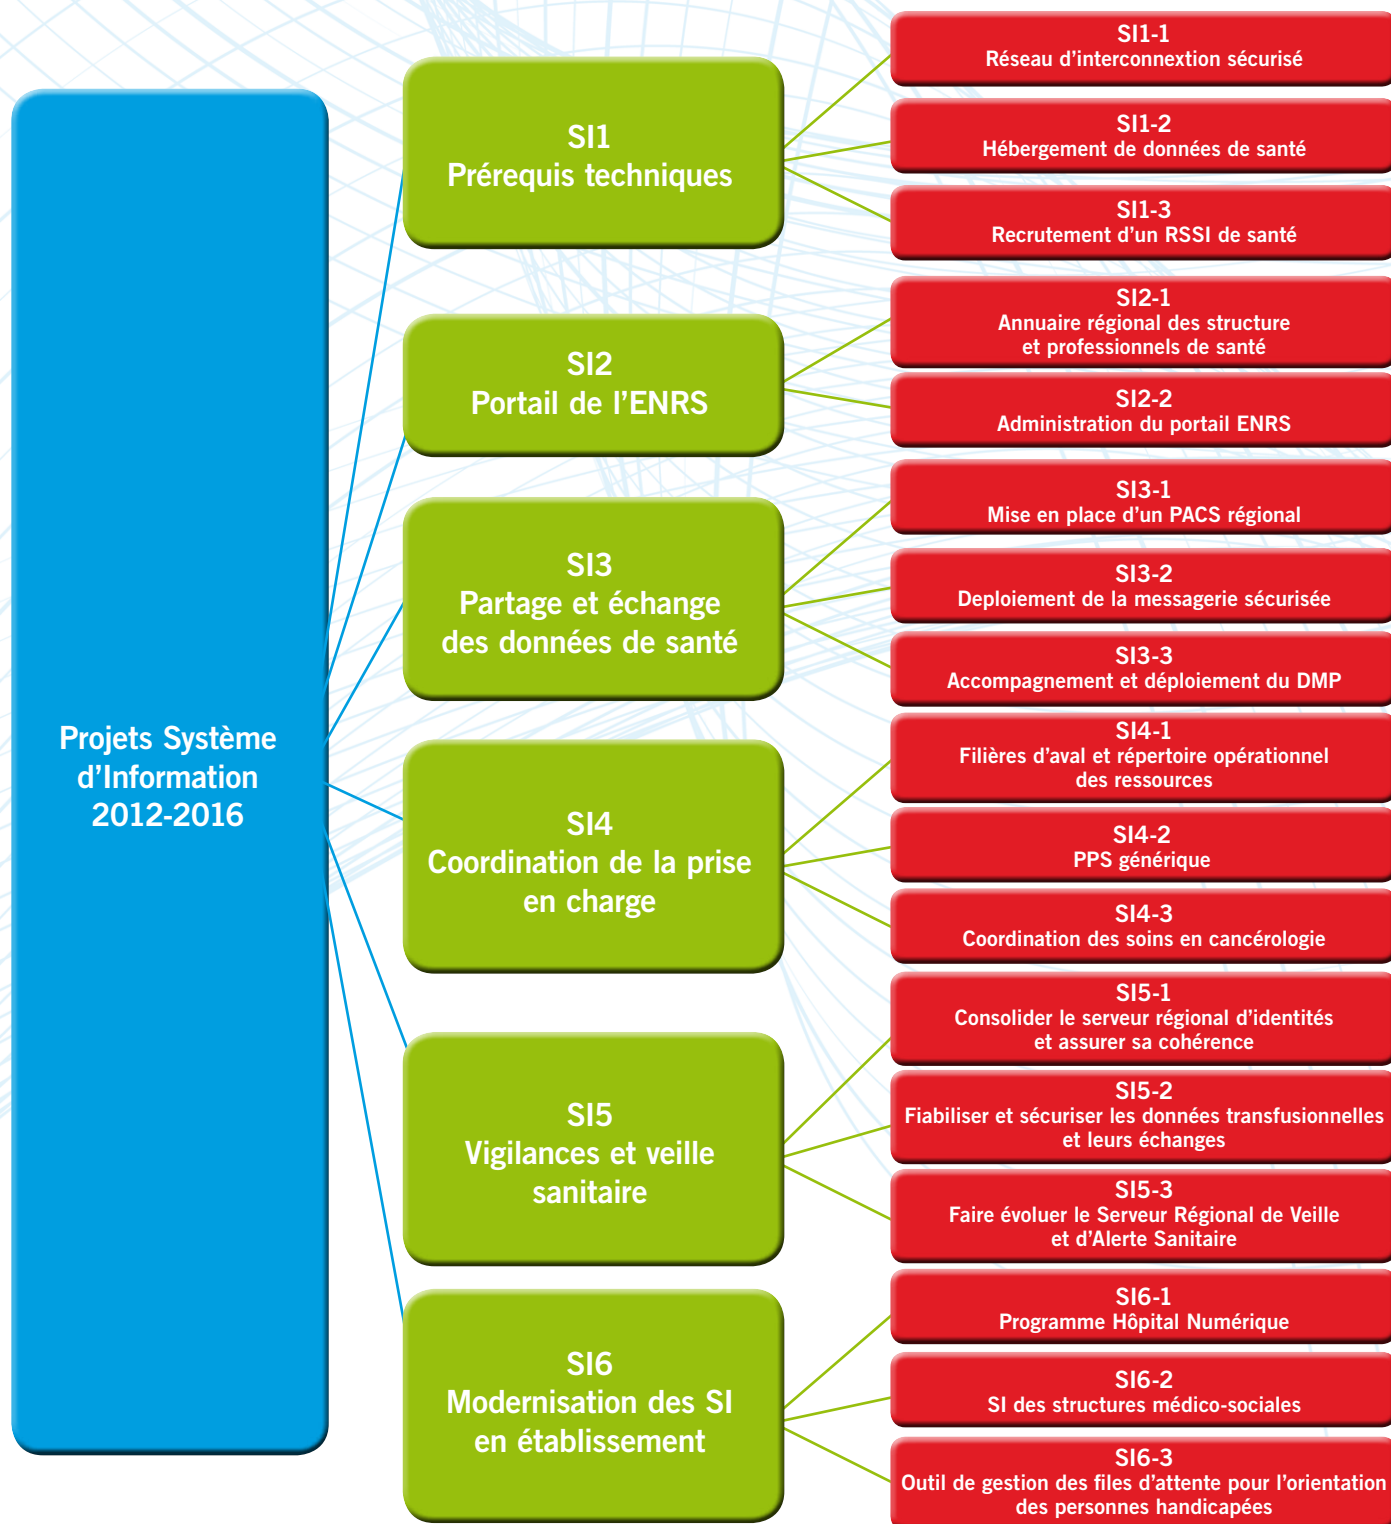 Projets Système
d'Information
2012-2016
SI1
Prérequis techniques
SI1-1
Réseau d'interconnextion sécurisé
SI1-2
Hébergement de données de santé
SI1-3
Recrutement d'un RSSI de santé
SI2
Portail de l'ENRS
SI2-1
Annuaire régional des structure
et professionnels de santé
SI2-2
Administration du portail ENRS
SI3
Partage et échange
des données de santé
SI3-1
Mise en place d'un PACS régional
SI3-2
Deploiement de la messagerie sécurisée
SI3-3
Accompagnement et déploiement du DMP
SI4
Coordination de la prise
en charge
SI4-1
Filières d'aval et répertoire opérationnel
des ressources
SI4-2
PPS générique
SI4-3
Coordination des soins en cancérologie
SI5
Vigilances et veille
sanitaire
SI5-1
Consolider le serveur régional d'identités
et assurer sa cohérence
SI5-2
Fiabiliser et sécuriser les données transfusionnelles
et leurs échanges
SI5-3
Faire évoluer le Serveur Régional de Veille
et d'Alerte Sanitaire
SI6
Modernisation des SI
en établissement
SI6-1
Programme Hôpital Numérique
SI6-2
SI des structures médico-sociales
SI6-3
Outil de gestion des files d'attente pour l'orientation
des personnes handicapées